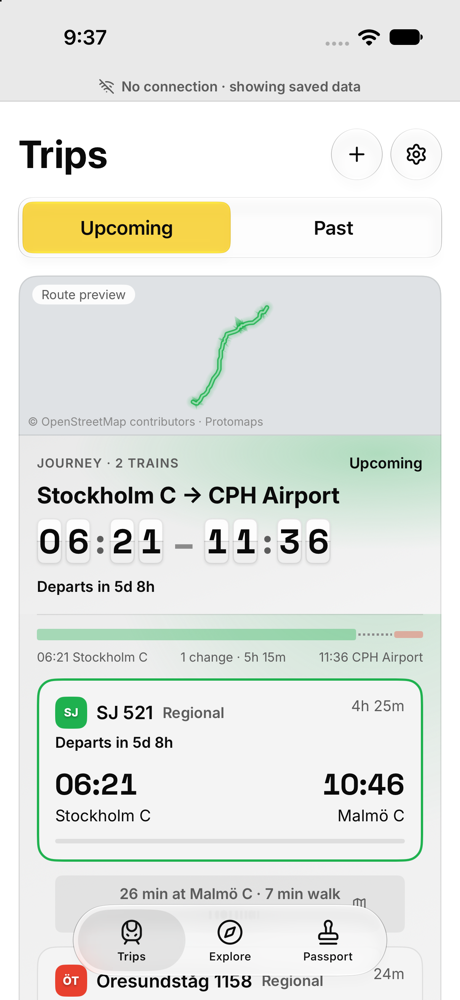 9:37
No connection · showing saved data
Trips
Upcoming
Past
Route preview
© OpenStreetMap contributors · Protomaps
JOURNEY · 2 TRAINS
Upcoming
Stockholm C → CPH Airport
06:21 – 11:36
Departs in 5d 8h
06:21 Stockholm C
1 change · 5h 15m
11:36 CPH Airport
SJ
SJ 521 Regional
4h 25m
Departs in 5d 8h
06:21
10:46
Stockholm C
Malmö C
26 min at Malmö C · 7 min walk
ÖT
Öresundståg 1158 Regional
24m
Trips
Explore
Passport